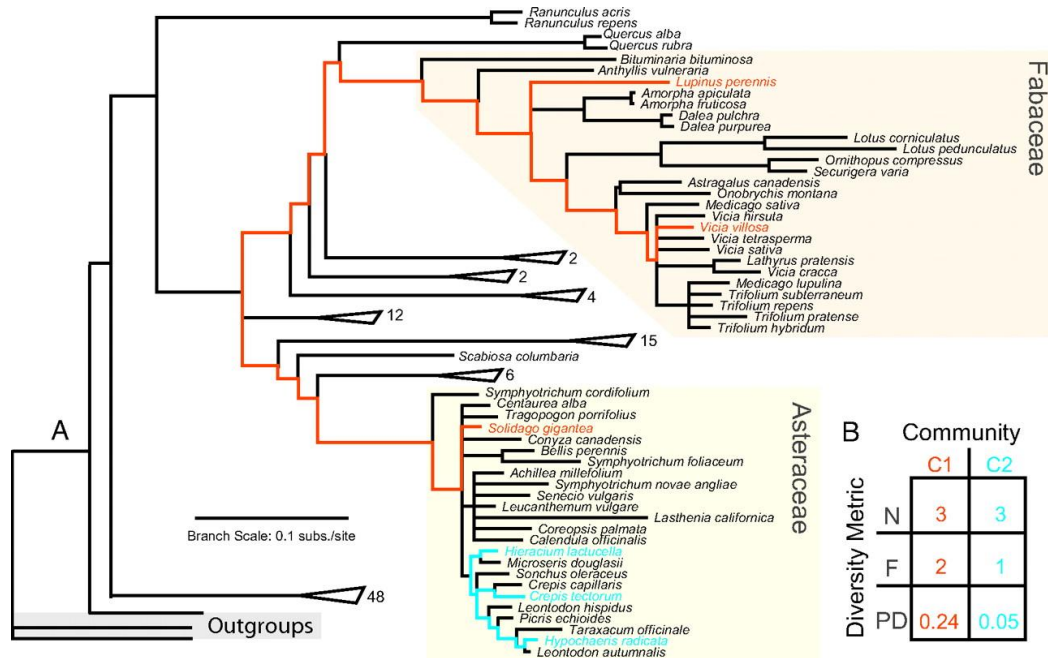 Ranunculus acris
Ranunculus repens
Quercus alba
Quercus rubra
Bituminaria bituminosa
Anthyllis vulneraria
Lupinus perennis
Amorpha apiculata
Amorpha fruticosa
Dalea pulchra
Dalea purpurea
Lotus corniculatus
Lotus pedunculatus
Ornithopus compressus
Securigera varia
Astragalus canadensis
Onobrychis montana
Medicago sativa
Vicia hirsuta
Vicia villosa
Vicia tetrasperma
Vicia sativa
Lathyrus pratensis
Vicia cracca
Medicago lupulina
Trifolium subterraneum
Trifolium repens
Trifolium pratense
Trifolium hybridum
Fabaceae
2
2
4
12
15
Scabiosa columbaria
6
Symphyotrichum cordifolium
Centaurea alba
Tragopogon porrifolius
Solidago gigantea
Conyza canadensis
Bellis perennis
Symphyotrichum foliaceum
Achillea millefolium
Symphyotrichum novae angliae
Senecio vulgaris
Leucanthemum vulgare
Lasthenia californica
Coreopsis palmata
Calendula officinalis
Hieracium lactucella
Microseris douglasii
Sonchus oleraceus
Crepis capillaris
Crepis tectorum
Leontodon hispidus
Picris echioides
Taraxacum officinale
Hypochaeris radicata
Leontodon autumnalis
Asteraceae
A
Branch Scale: 0.1 subs./site
48
Outgroups
B
Community
C1 C2
Diversity Metric
N 3 3
F 2 1
PD 0.24 0.05